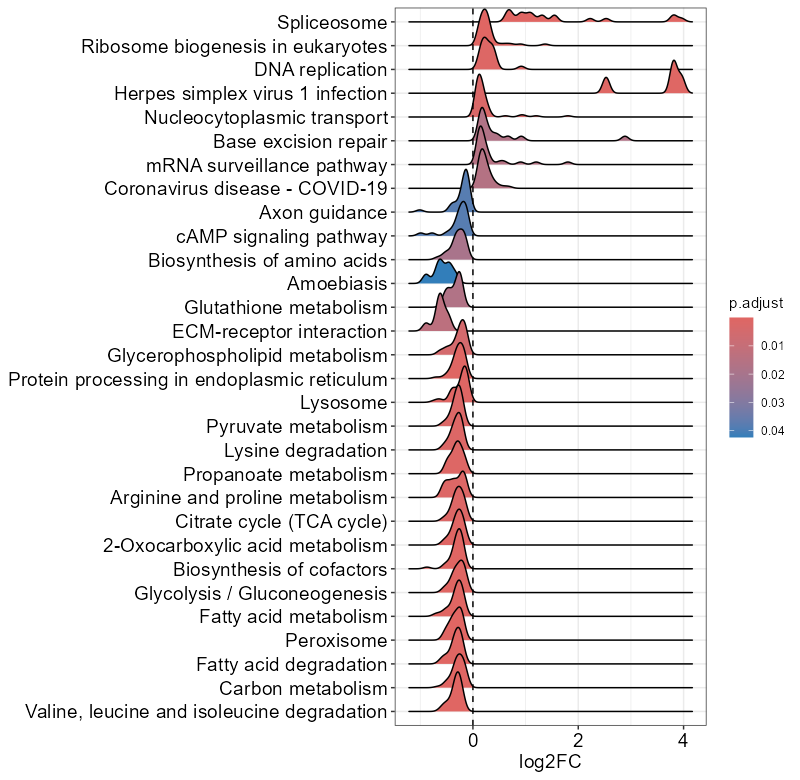 Spliceosome
Ribosome biogenesis in eukaryotes
DNA replication
Herpes simplex virus 1 infection
Nucleocytoplasmic transport
Base excision repair
mRNA surveillance pathway
Coronavirus disease - COVID-19
Axon guidance
cAMP signaling pathway
Biosynthesis of amino acids
Amoebiasis
Glutathione metabolism
ECM-receptor interaction
Glycerophospholipid metabolism
Protein processing in endoplasmic reticulum
Lysosome
Pyruvate metabolism
Lysine degradation
Propanoate metabolism
Arginine and proline metabolism
Citrate cycle (TCA cycle)
2-Oxocarboxylic acid metabolism
Biosynthesis of cofactors
Glycolysis / Gluconeogenesis
Fatty acid metabolism
Peroxisome
Fatty acid degradation
Carbon metabolism
Valine, leucine and isoleucine degradation
0 2 4
log2FC
p.adjust
0.01
0.02
0.03
0.04